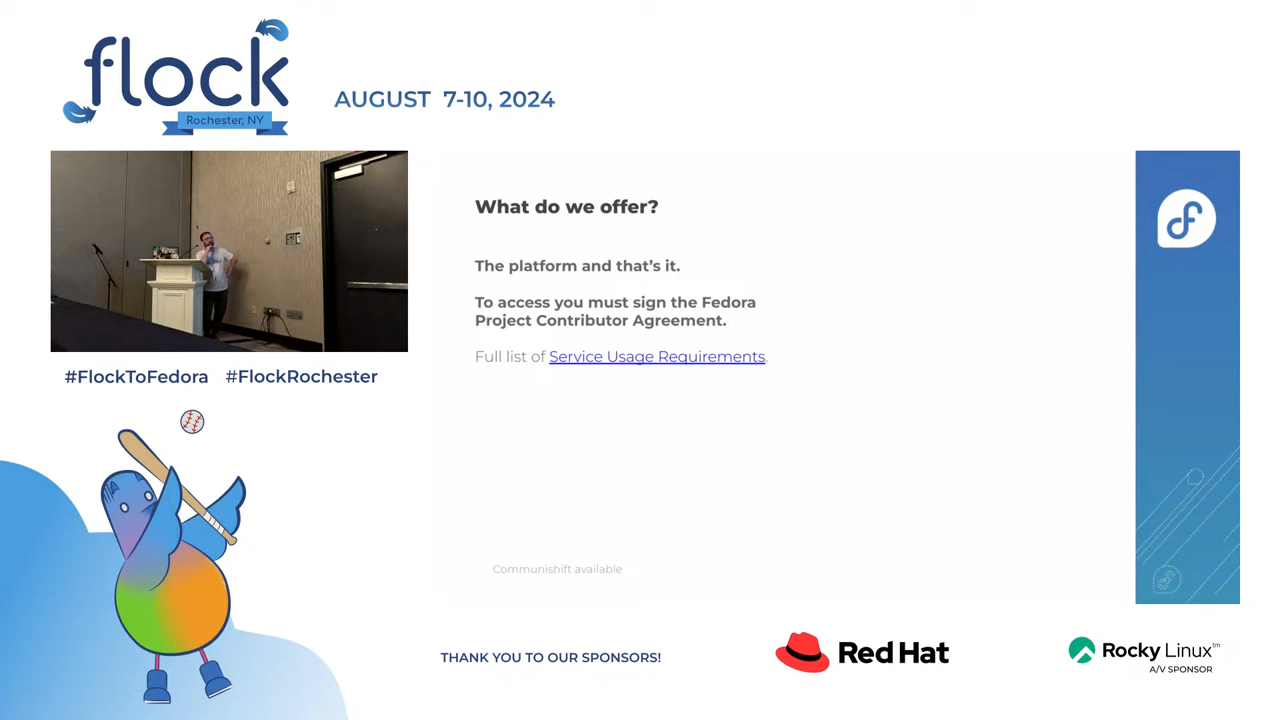 flock
Rochester, NY
AUGUST 7-10, 2024
What do we offer?
The platform and that's it.
To access you must sign the Fedora
Project Contributor Agreement.
Full list of Service Usage Requirements.
Communishift available
#FlockToFedora #FlockRochester
THANK YOU TO OUR SPONSORS!
Red Hat
Rocky Linux™
A/V SPONSOR